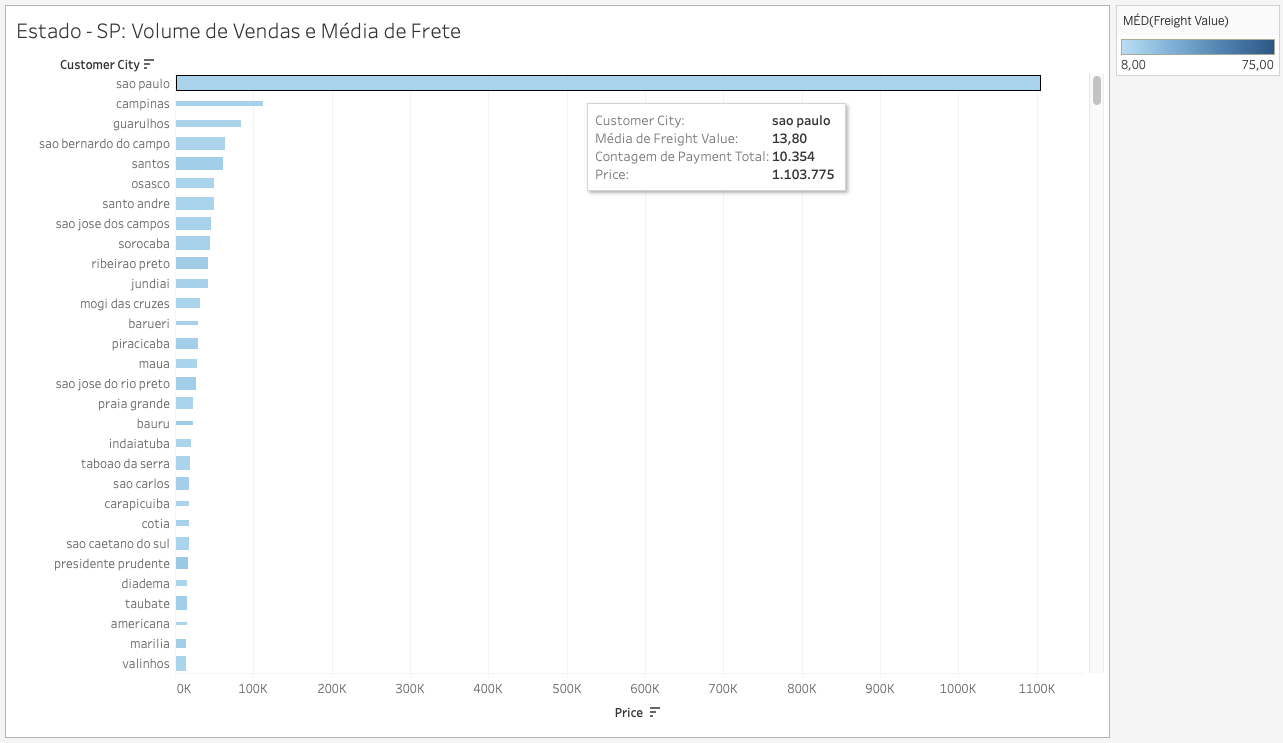 Estado - SP: Volume de Vendas e Média de Frete
Customer City
sao paulo
campinas
guarulhos
sao bernardo do campo
santos
osasco
santo andre
sao jose dos campos
sorocaba
ribeirao preto
jundiai
mogi das cruzes
barueri
piracicaba
maua
sao jose do rio preto
praia grande
bauru
indaiatuba
taboao da serra
sao carlos
carapicuiba
cotia
sao caetano do sul
presidente prudente
diadema
taubate
americana
marilia
valinhos
Customer City: sao paulo
Média de Freight Value: 13,80
Contagem de Payment Total: 10.354
Price: 1.103.775
0K 100K 200K 300K 400K 500K 600K 700K 800K 900K 1000K 1100K
Price
MÉD(Freight Value)
8,00 75,00